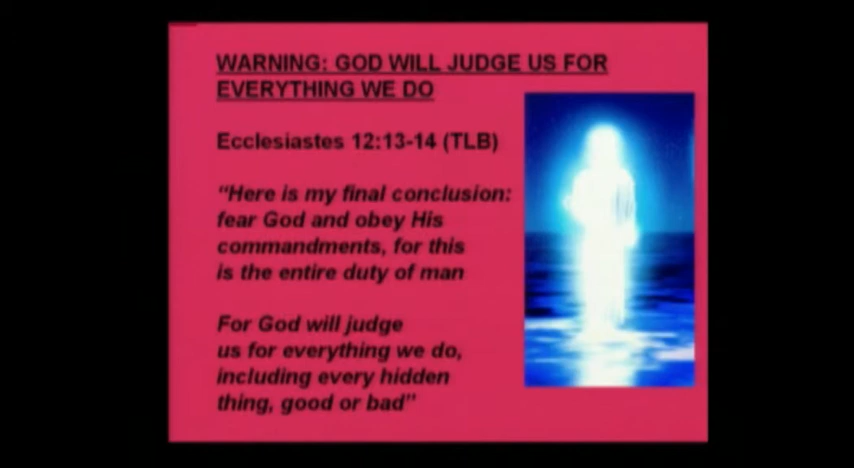 WARNING: GOD WILL JUDGE US FOR
EVERYTHING WE DO
Ecclesiastes 12:13-14 (TLB)
“Here is my final conclusion:
fear God and obey His
commandments, for this
is the entire duty of man
For God will judge
us for everything we do,
including every hidden
thing, good or bad”